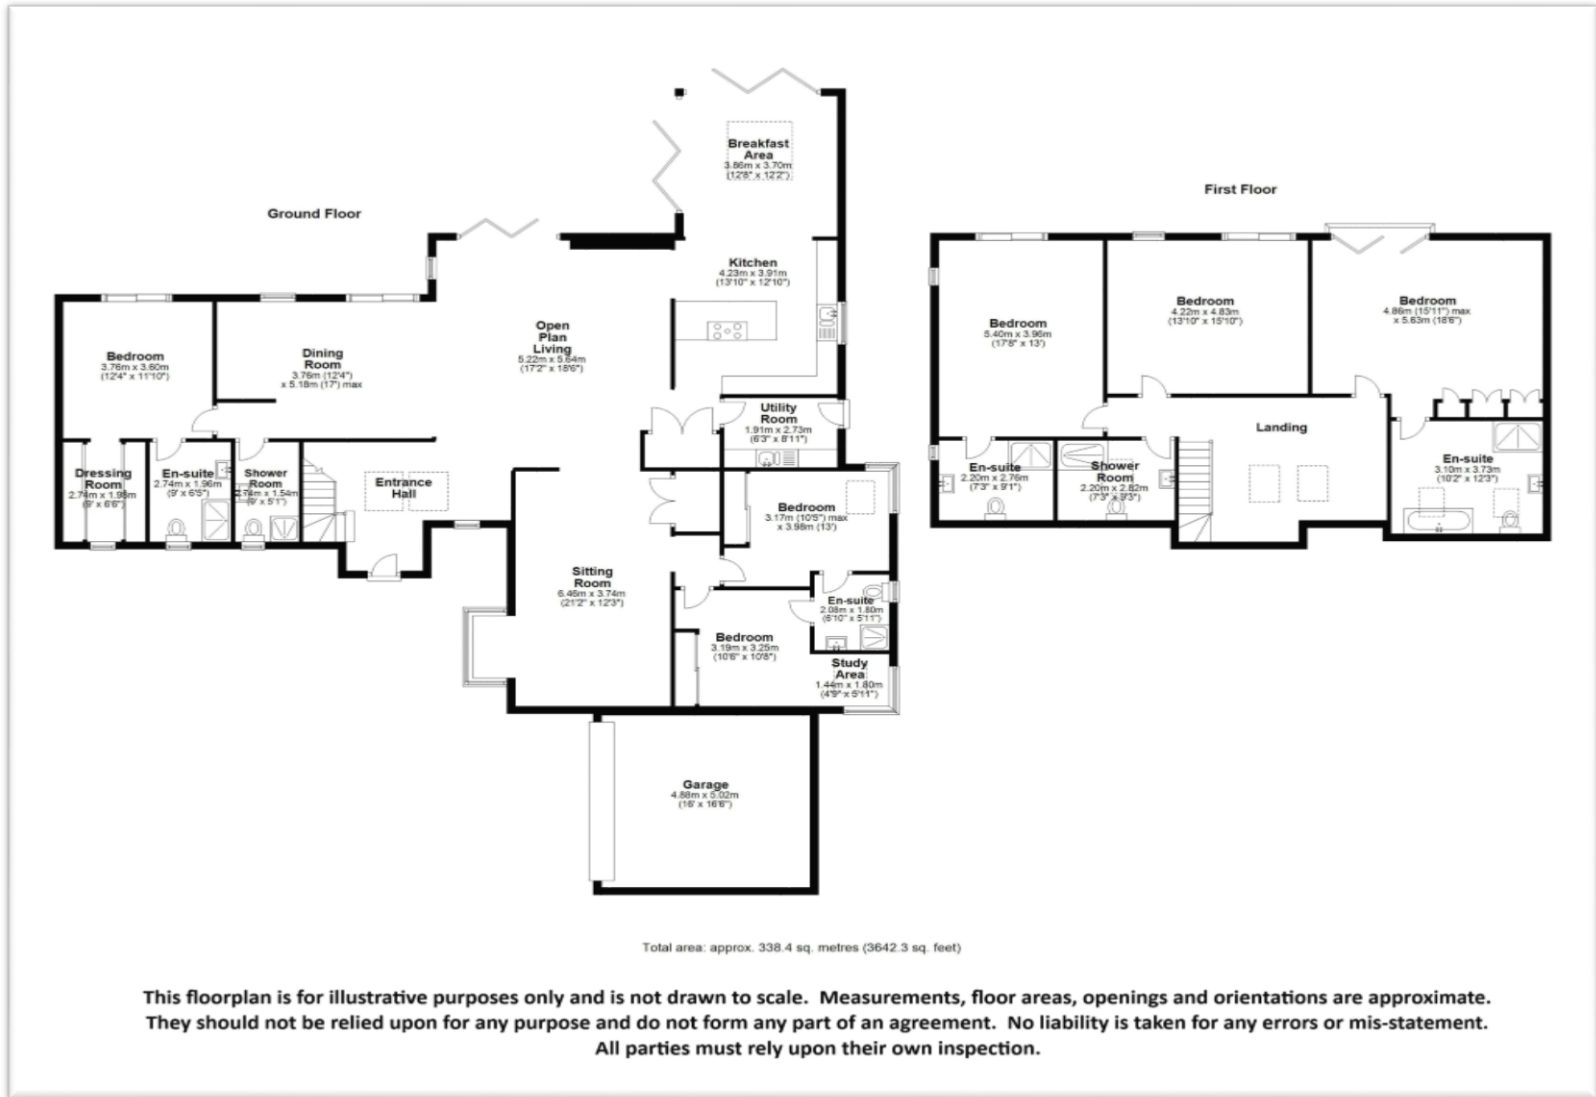 Ground Floor
First Floor
Breakfast
Area
3.86m x 3.70m
(12'8" x 12'2")
Kitchen
4.23m x 3.91m
(13'10" x 12'10")
Open
Plan
Living
5.22m x 5.64m
(17'2" x 18'6")
Bedroom
3.76m x 3.60m
(12'4" x 11'10")
Dining
Room
3.76m (12'4")
x 5.18m (17') max
Utility
Room
1.91m x 2.73m
(6'3" x 8'11")
Dressing
Room
2.74m x 1.98m
(9' x 6'6")
En-suite
2.74m x 1.96m
(9' x 6'5")
Shower
Room
2.74m x 1.54m
(9' x 5'1")
Entrance
Hall
Bedroom
3.17m (10'5") max
x 3.98m (13')
Sitting
Room
6.46m x 3.74m
(21'2" x 12'3")
En-suite
2.08m x 1.80m
(6'10" x 5'11")
Bedroom
3.19m x 3.25m
(10'6" x 10'8")
Study
Area
1.44m x 1.80m
(4'9" x 5'11")
Garage
4.88m x 5.02m
(16' x 16'6")
Bedroom
5.40m x 3.96m
(17'8" x 13')
Bedroom
4.22m x 4.83m
(13'10" x 15'10")
Bedroom
4.86m (15'11") max
x 5.63m (18'6")
Landing
En-suite
2.20m x 2.76m
(7'3" x 9'1")
Shower
Room
2.20m x 2.82m
(7'3" x 9'3")
En-suite
3.10m x 3.73m
(10'2" x 12'3")
Total area: approx. 338.4 sq. metres (3642.3 sq. feet)
This floorplan is for illustrative purposes only and is not drawn to scale. Measurements, floor areas, openings and orientations are approximate.
They should not be relied upon for any purpose and do not form any part of an agreement. No liability is taken for any errors or mis-statement.
All parties must rely upon their own inspection.